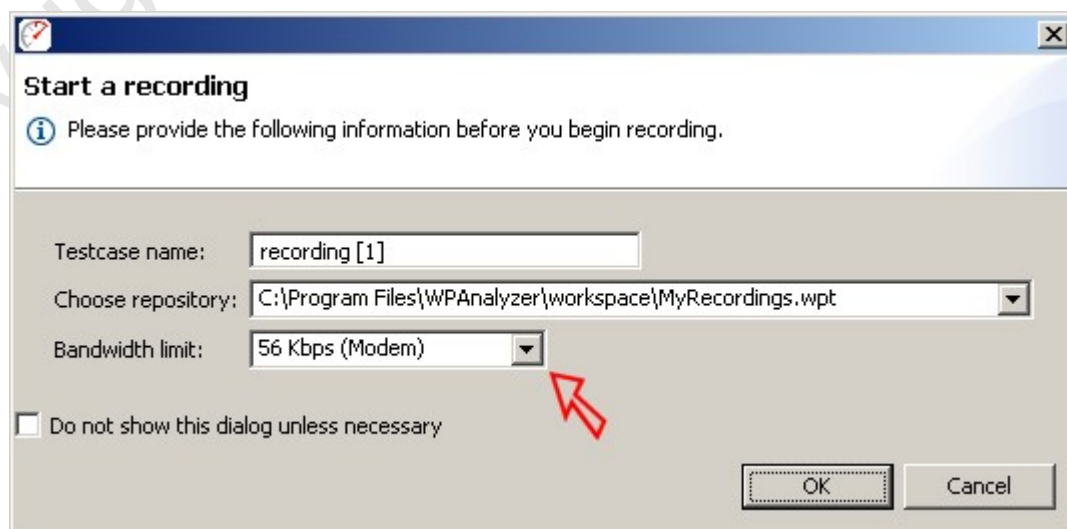 Start a recording
Please provide the following information before you begin recording.
Testcase name: recording [1]
Choose repository: C:\Program Files\WPAnalyzer\workspace\MyRecordings.wpt
Bandwidth limit: 56 Kbps (Modem)
Do not show this dialog unless necessary
OK Cancel